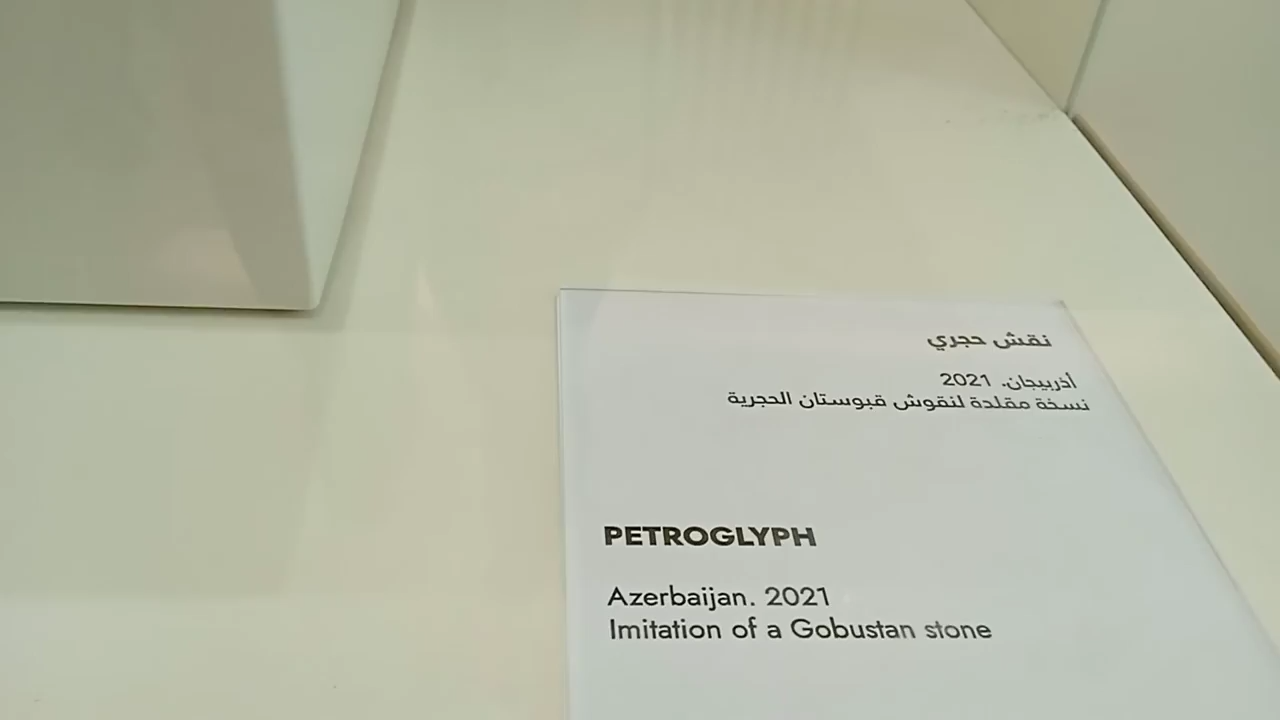 نقش حجري
أذربيجان. 2021
نسخة مقلدة لنقوش قبوستان الحجرية
PETROGLYPH
Azerbaijan. 2021
Imitation of a Gobustan stone